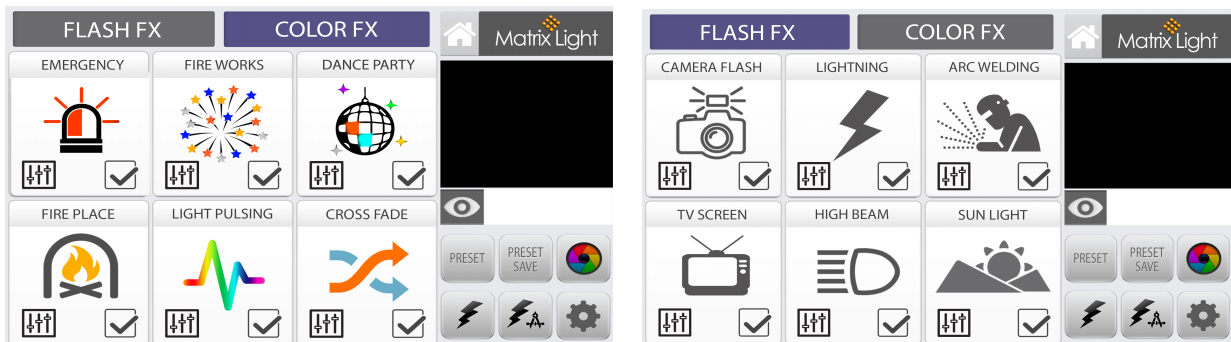 FLASH FX
COLOR FX
Matrix Light
EMERGENCY
FIRE WORKS
DANCE PARTY
FIRE PLACE
LIGHT PULSING
CROSS FADE
PRESET
PRESET
SAVE
FLASH FX
COLOR FX
Matrix Light
CAMERA FLASH
LIGHTNING
ARC WELDING
TV SCREEN
HIGH BEAM
SUN LIGHT
PRESET
PRESET
SAVE